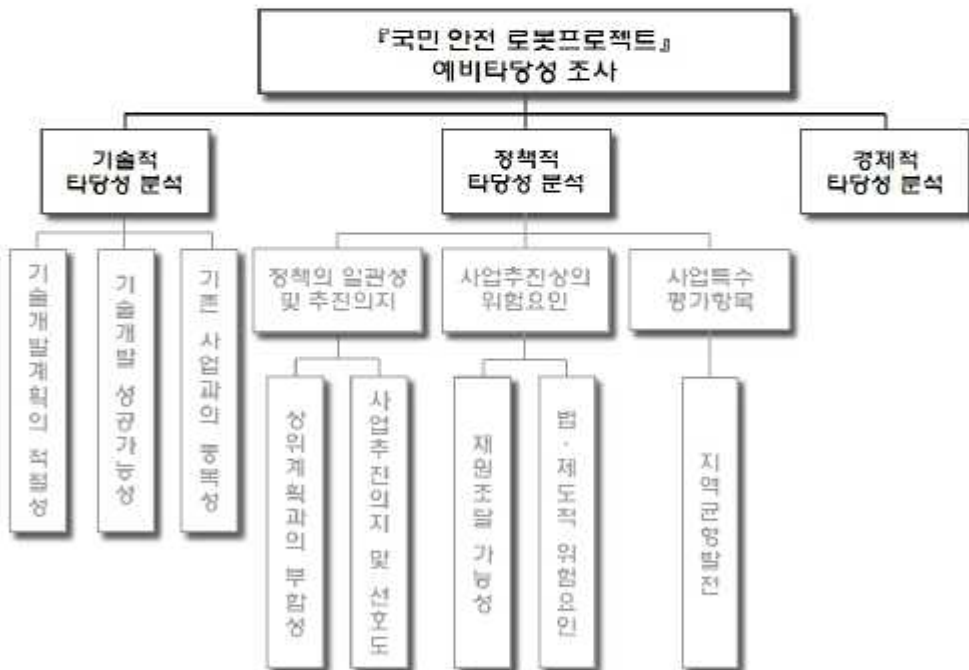 『국민 안전 로봇프로젝트』
예비타당성 조사
기술적
타당성 분석
정책적
타당성 분석
경제적
타당성 분석
기술개발계획의 적절성
기술개발 성공가능성
기존 사업과의 중복성
정책의 일관성
및 추진의지
사업추진상의
위험요인
사업특수
평가항목
상위계획과의 부합성
사업추진의지 및 선호도
재원조달 가능성
법·제도적 위험요인
지역균형발전